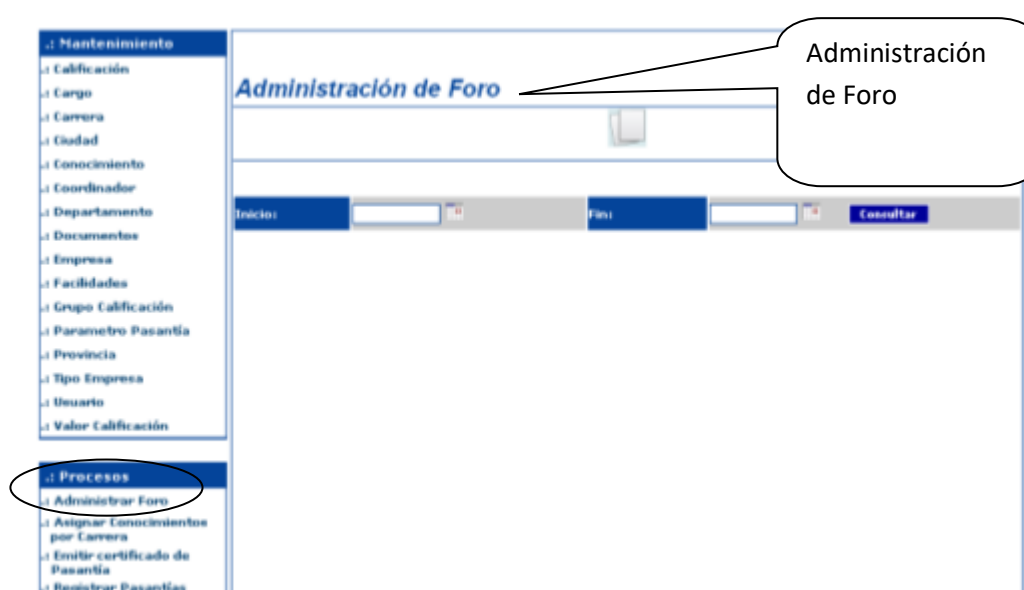 .: Mantenimiento
.: Calificación
.: Cargo
.: Carrera
.: Ciudad
.: Conocimiento
.: Coordinador
.: Departamento
.: Documentos
.: Empresa
.: Facilidades
.: Grupo Calificación
.: Parametro Pasantía
.: Provincia
.: Tipo Empresa
.: Usuario
.: Valor Calificación
.: Procesos
.: Administrar Foro
.: Asignar Conocimientos
por Carrera
.: Emitir certificado de
Pasantía
.: Registrar Pasantías
Administración de Foro
Inicio:
Fin:
Consultar
Administración
de Foro